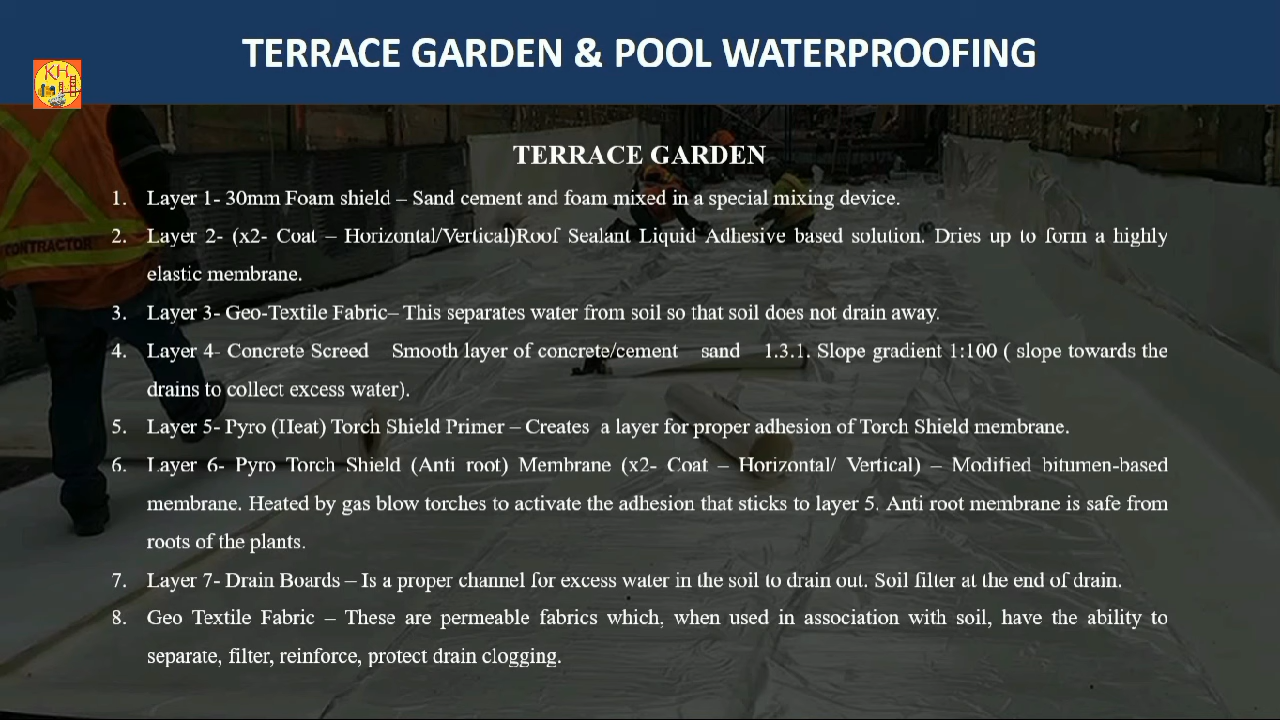 TERRACE GARDEN & POOL WATERPROOFING
KH
TERRACE GARDEN
1. Layer 1- 30mm Foam shield – Sand cement and foam mixed in a special mixing device.
2. Layer 2- (x2- Coat – Horizontal/Vertical)Roof Sealant Liquid Adhesive based solution. Dries up to form a highly
elastic membrane.
CONTRACTOR
3. Layer 3- Geo-Textile Fabric– This separates water from soil so that soil does not drain away.
4. Layer 4- Concrete Screed Smooth layer of concrete/cement sand 1.3.1. Slope gradient 1:100 ( slope towards the
drains to collect excess water).
5. Layer 5- Pyro (Heat) Torch Shield Primer – Creates a layer for proper adhesion of Torch Shield membrane.
6. Layer 6- Pyro Torch Shield (Anti root) Membrane (x2- Coat – Horizontal/ Vertical) – Modified bitumen-based
membrane. Heated by gas blow torches to activate the adhesion that sticks to layer 5. Anti root membrane is safe from
roots of the plants.
7. Layer 7- Drain Boards – Is a proper channel for excess water in the soil to drain out. Soil filter at the end of drain.
8. Geo Textile Fabric – These are permeable fabrics which, when used in association with soil, have the ability to
separate, filter, reinforce, protect drain clogging.